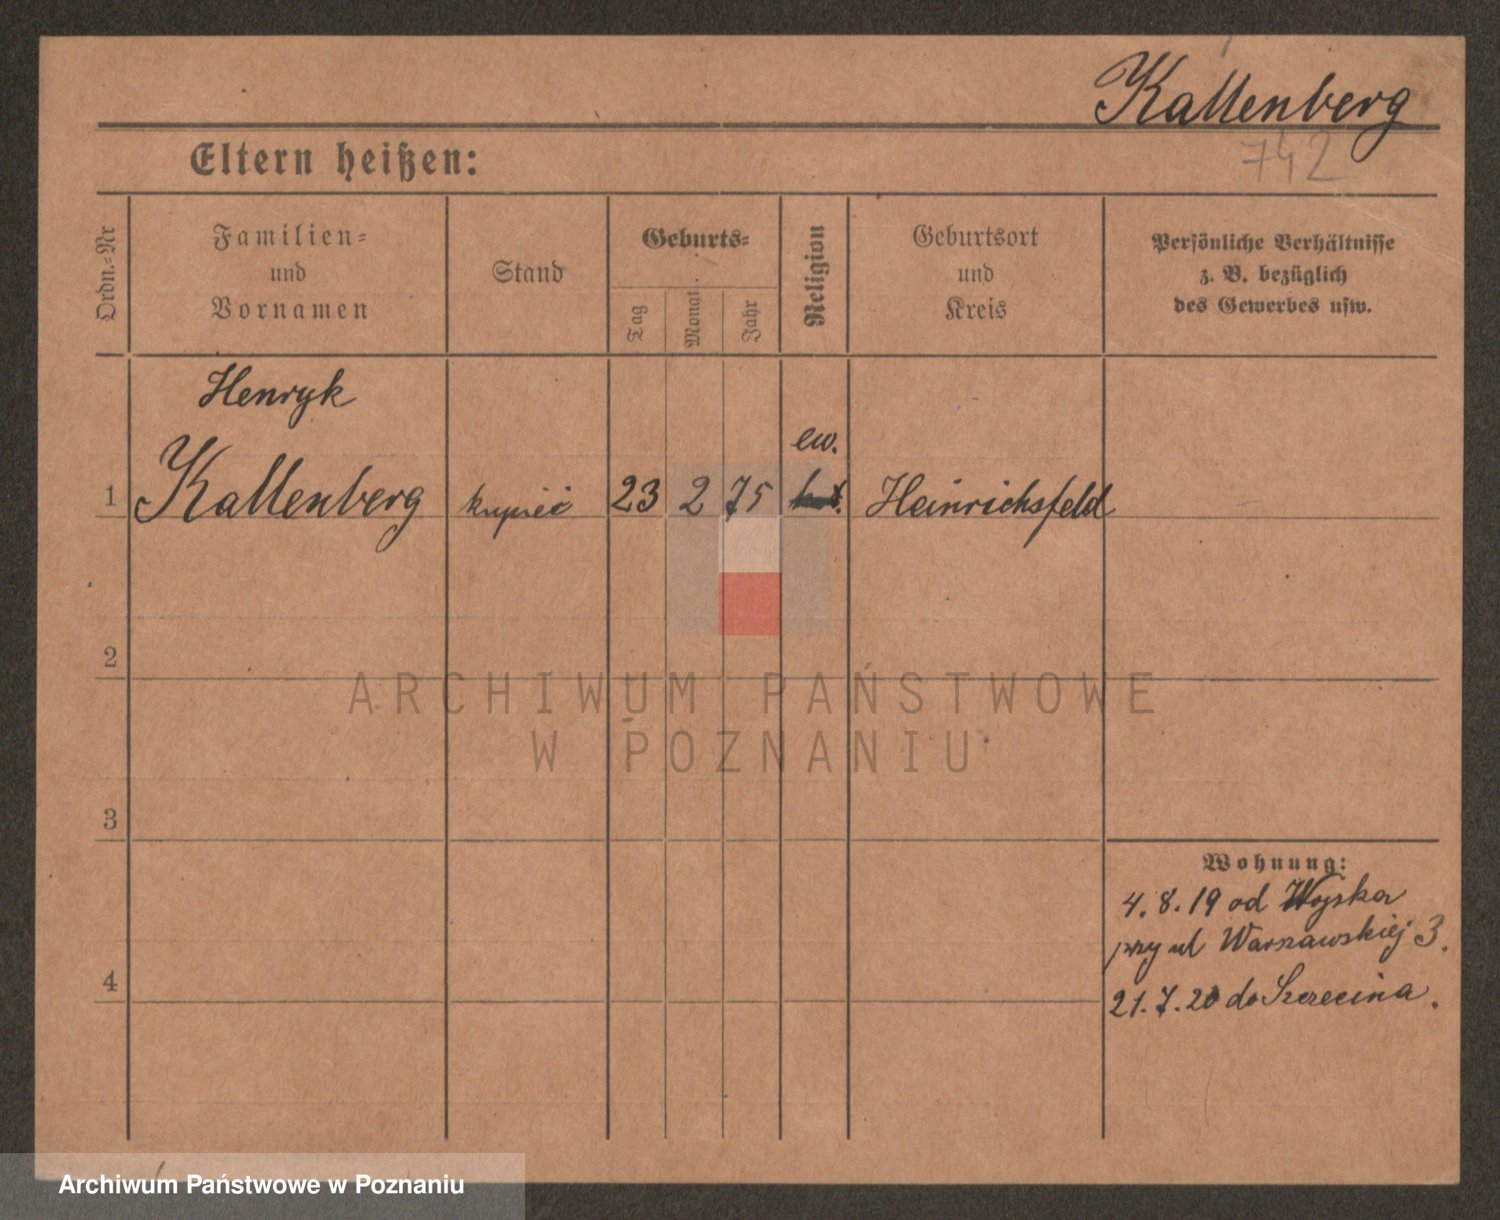 Kallenberg
742
Eltern heißen:
Ordn.=Nr
Familien=
und
Vornamen
Stand
Geburts=
Tag
Monat
Jahr
Religion
Geburtsort
und
Kreis
Persönliche Verhältnisse
z. B. bezüglich
des Gewerbes usw.
Henryk
ew.
1 Kallenberg kupiec 23 2 75 Heinrichsfeld
2
3
4
Wohnung:
4.8.19 od Wojska
przy ul Warszawskiej 3.
21.7.20 do Szczecina.
ARCHIWUM PAŃSTWOWE
W POZNANIU
Archiwum Państwowe w Poznaniu